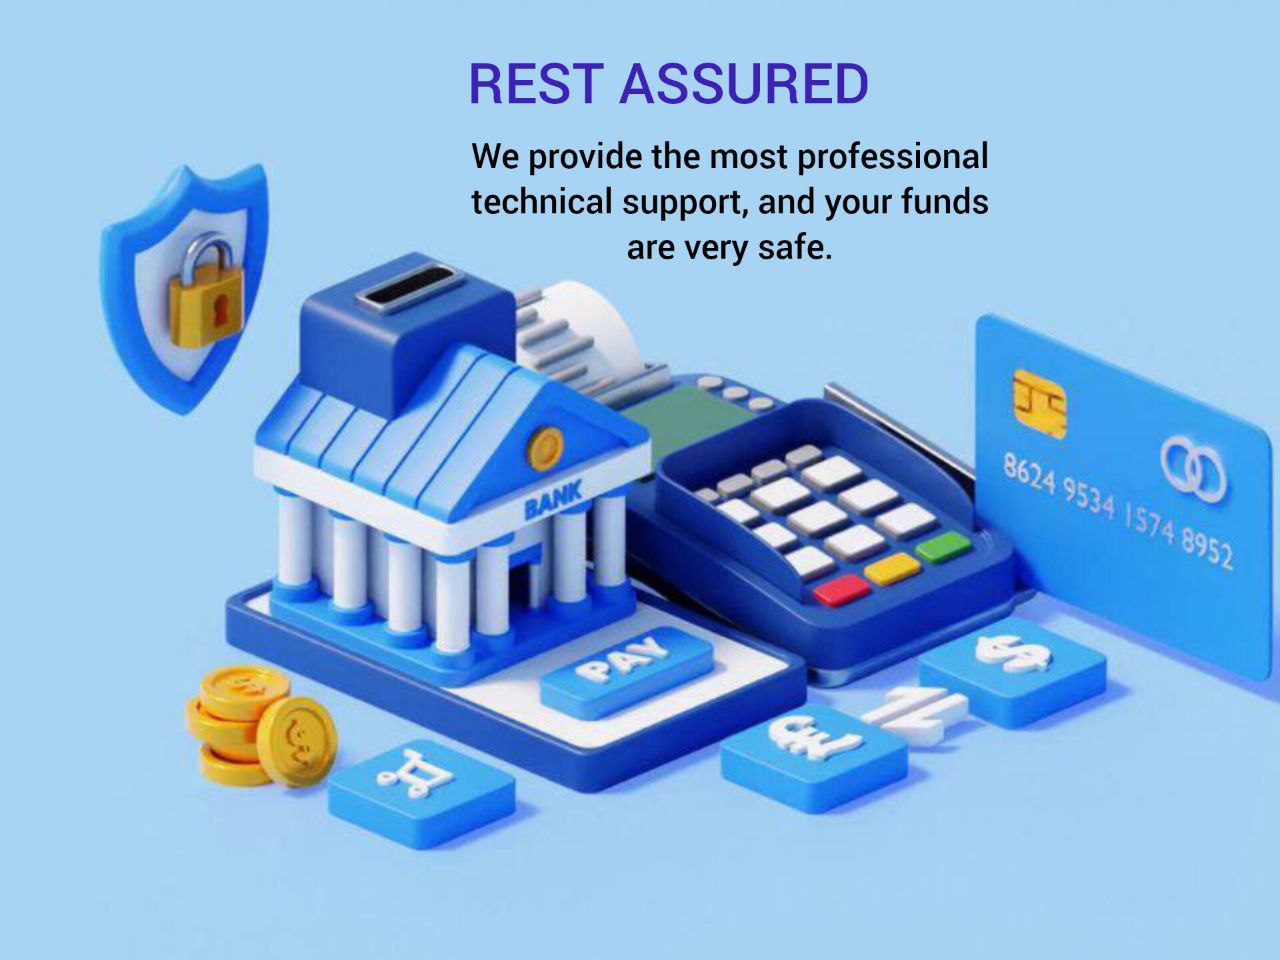 REST ASSURED
We provide the most professional
technical support, and your funds
are very safe.
BANK
8624 9534 1574 8952
PAY
$
€